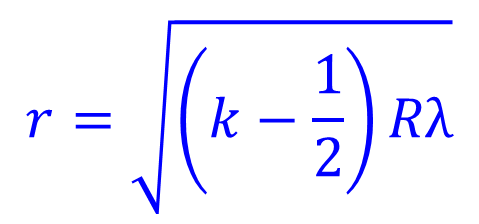 r = √((k − 1/2) Rλ)